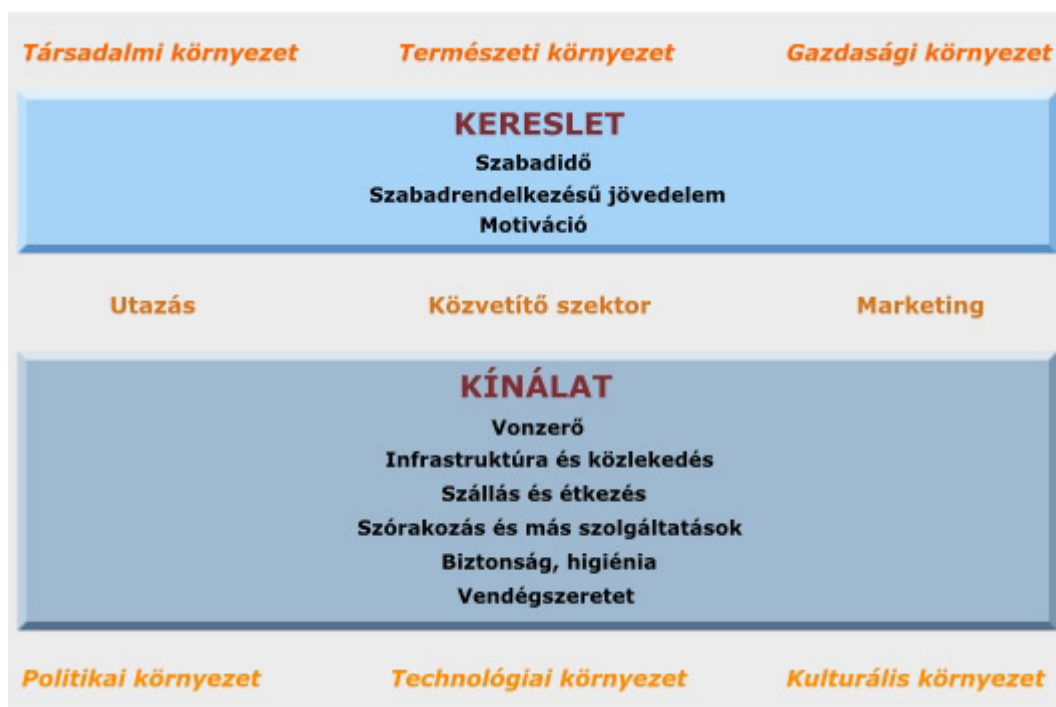 Társadalmi környezet Természeti környezet Gazdasági környezet
KERESLET
Szabadidő
Szabadrendelkezésű jövedelem
Motiváció
Utazás Közvetítő szektor Marketing
KÍNÁLAT
Vonzerő
Infrastruktúra és közlekedés
Szállás és étkezés
Szórakozás és más szolgáltatások
Biztonság, higiénia
Vendégszeretet
Politikai környezet Technológiai környezet Kulturális környezet